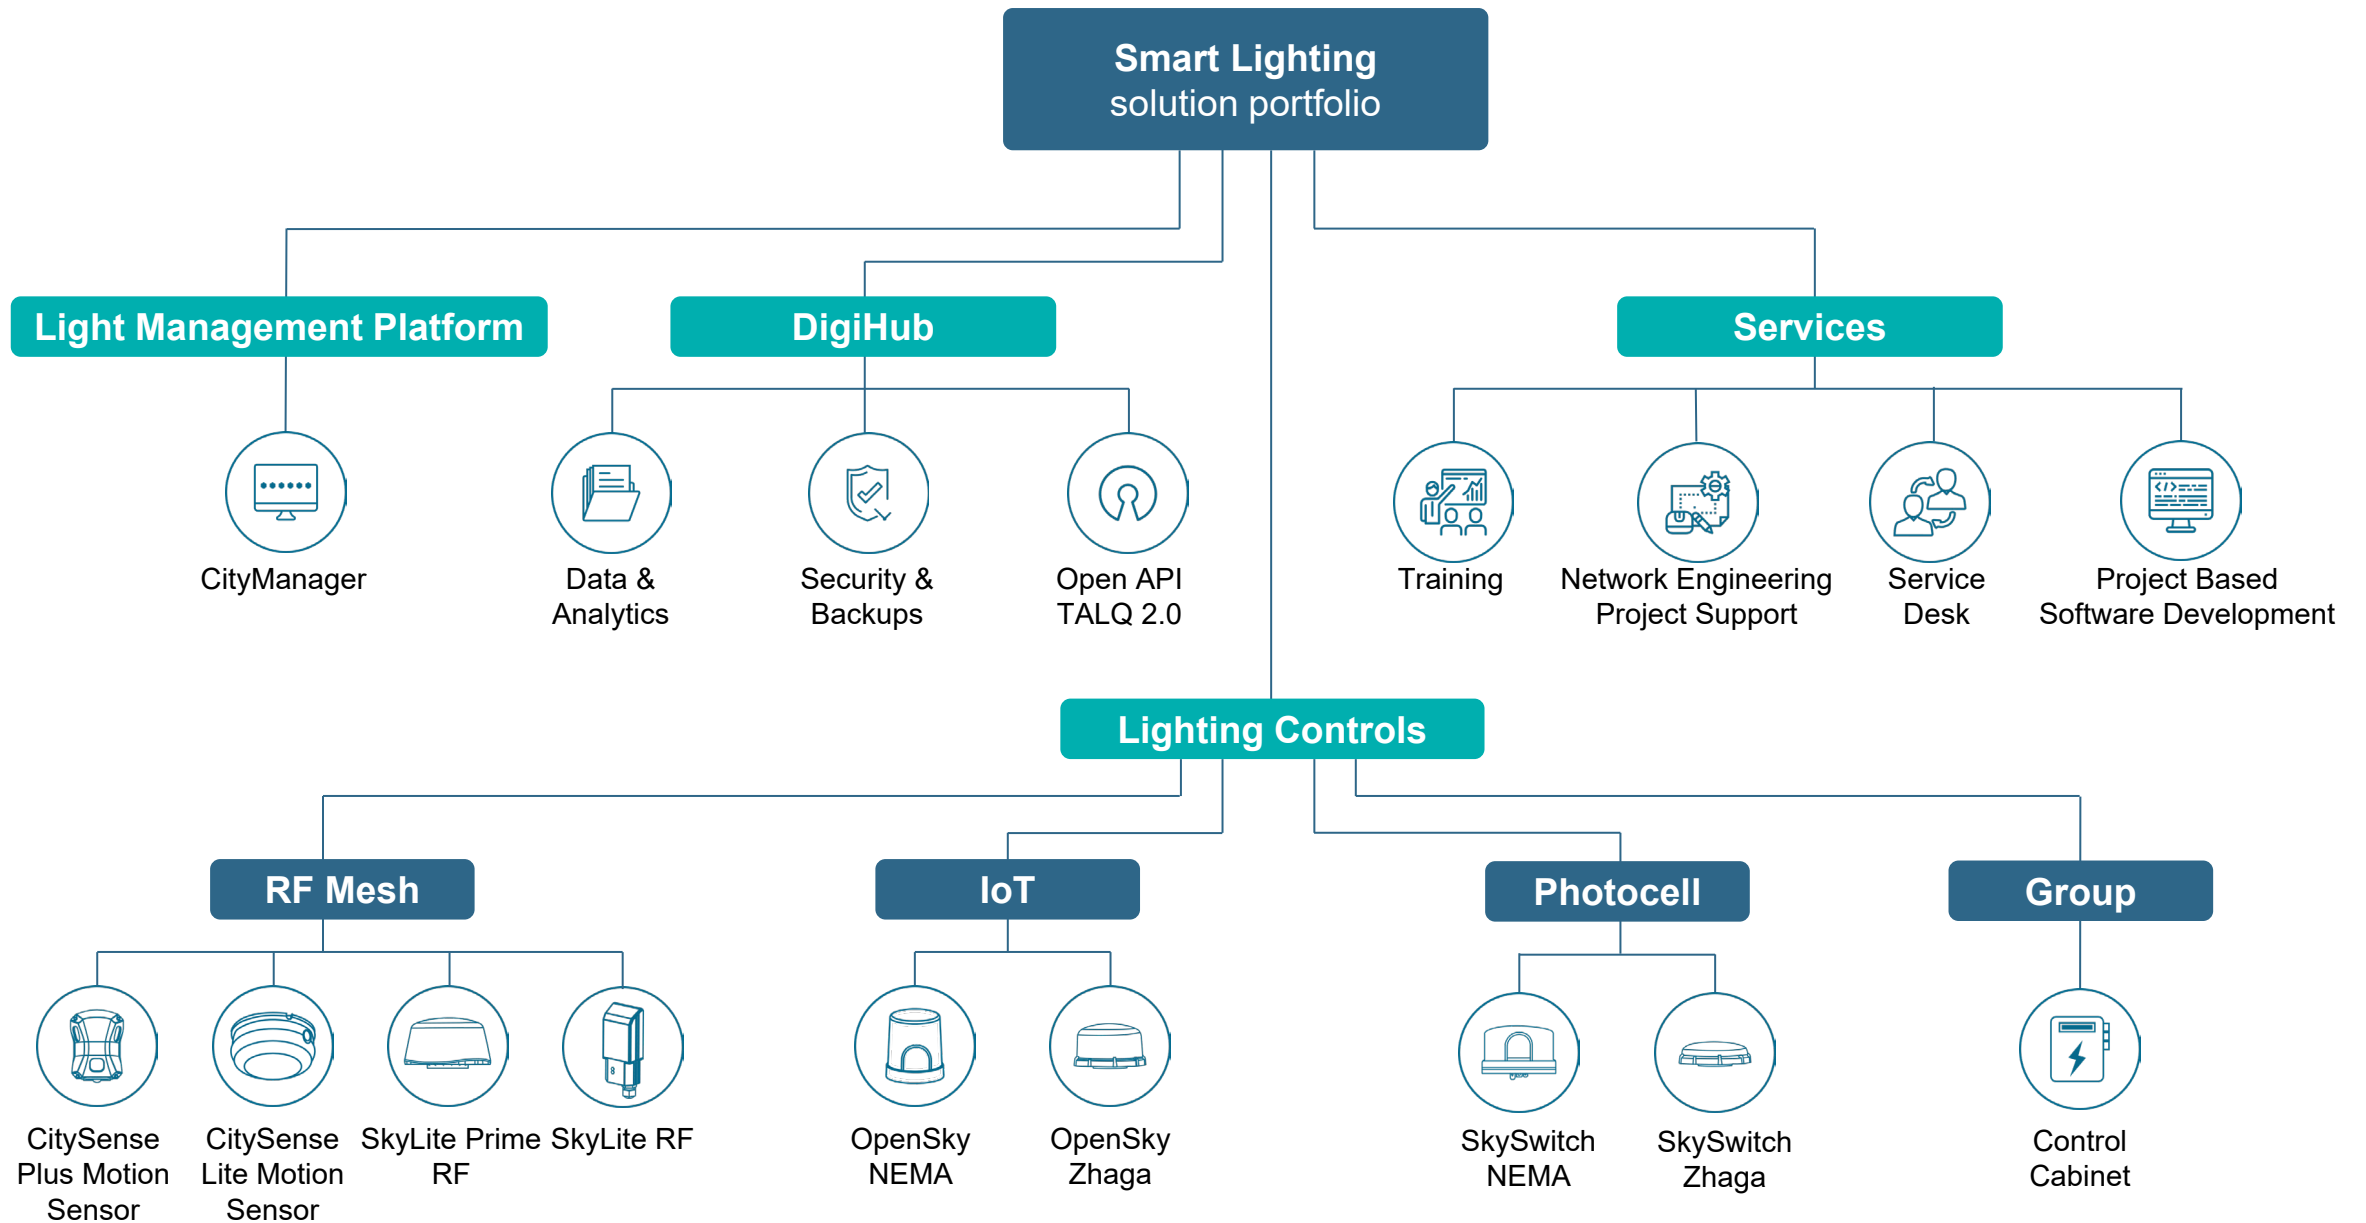 Smart Lighting
solution portfolio
Light Management Platform
DigiHub
Services
CityManager
Data &
Analytics
Security &
Backups
Open API
TALQ 2.0
Training
Network Engineering
Project Support
Service
Desk
Project Based
Software Development
Lighting Controls
RF Mesh
IoT
Photocell
Group
CitySense
Plus Motion
Sensor
CitySense
Lite Motion
Sensor
SkyLite Prime
RF
SkyLite RF
OpenSky
NEMA
OpenSky
Zhaga
SkySwitch
NEMA
SkySwitch
Zhaga
Control
Cabinet